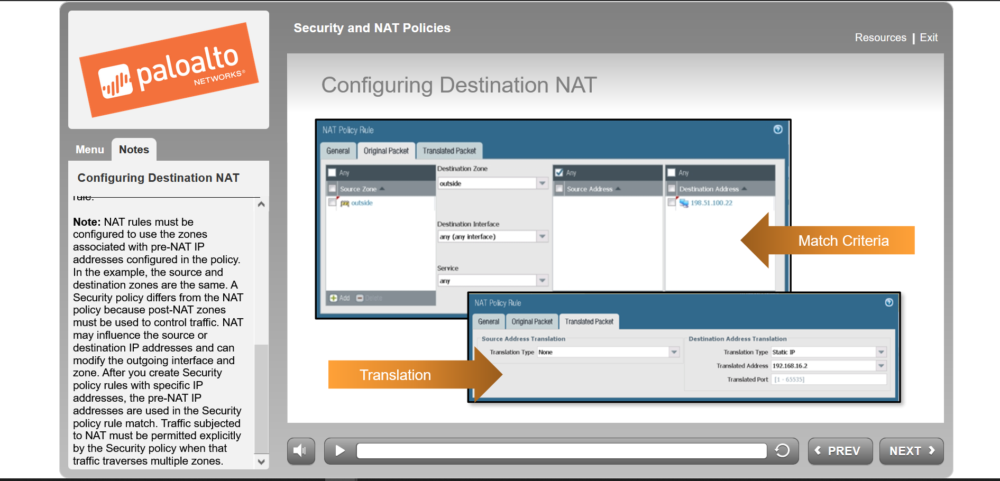 paloalto
NETWORKS®
Security and NAT Policies
Resources | Exit
Menu
Notes
Configuring Destination NAT
rule.
Note: NAT rules must be
configured to use the zones
associated with pre-NAT IP
addresses configured in the policy.
In the example, the source and
destination zones are the same. A
Security policy differs from the NAT
policy because post-NAT zones
must be used to control traffic. NAT
may influence the source or
destination IP addresses and can
modify the outgoing interface and
zone. After you create Security
policy rules with specific IP
addresses, the pre-NAT IP
addresses are used in the Security
policy rule match. Traffic subjected
to NAT must be permitted explicitly
by the Security policy when that
traffic traverses multiple zones.
Configuring Destination NAT
NAT Policy Rule
General
Original Packet
Translated Packet
Any
Source Zone
outside
Add
Delete
Destination Zone
outside
Destination Interface
any (any interface)
Service
any
Any
Source Address
Any
Destination Address
198.51.100.22
Match Criteria
NAT Policy Rule
General
Original Packet
Translated Packet
Source Address Translation
Translation Type None
Destination Address Translation
Translation Type Static IP
Translated Address 192.168.16.2
Translated Port [1 - 65535]
Translation
PREV
NEXT